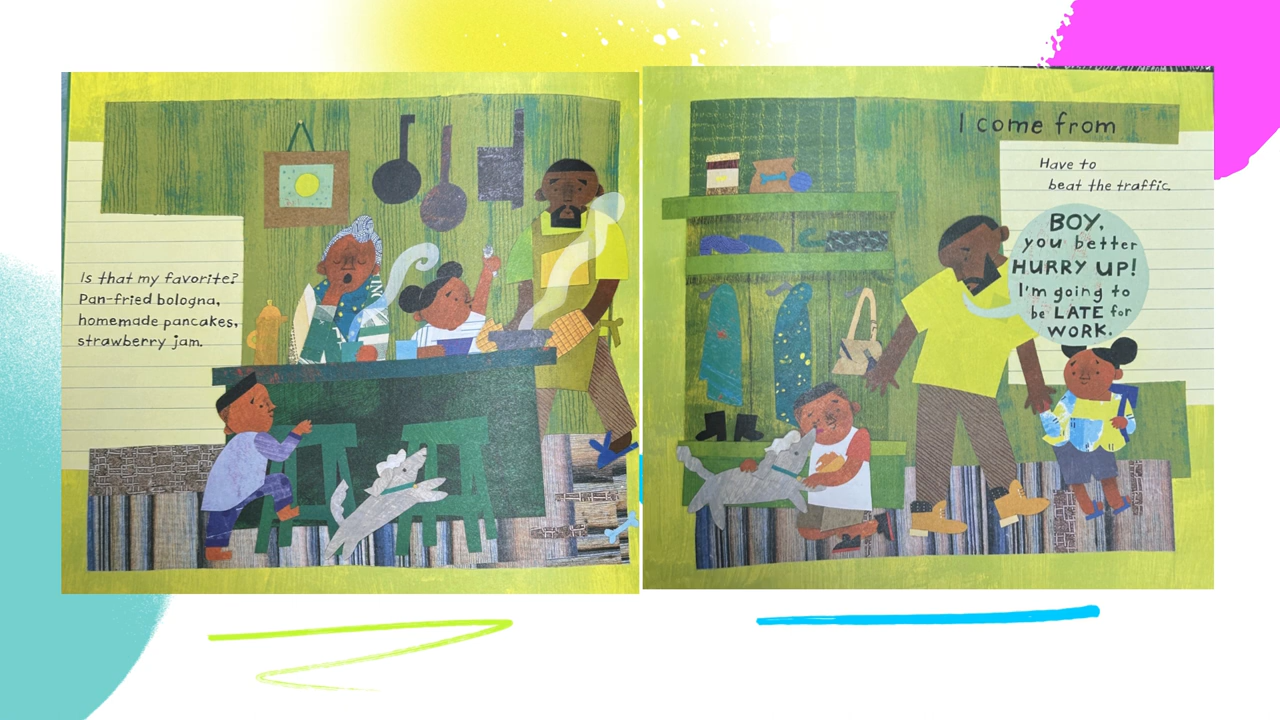 Is that my favorite?
Pan-fried bologna,
homemade pancakes,
strawberry jam.
I come from
Have to
beat the traffic.
BOY,
you better
HURRY UP!
I'm going to
be LATE for
WORK.